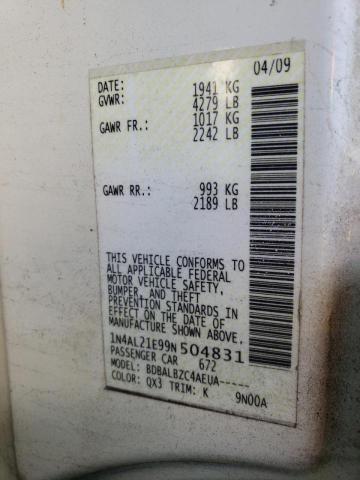 04/09
DATE: 1941 KG
GVWR: 4279 LB
GAWR FR.: 1017 KG
2242 LB
GAWR RR.: 993 KG
2189 LB
THIS VEHICLE CONFORMS TO
ALL APPLICABLE FEDERAL
MOTOR VEHICLE SAFETY,
BUMPER, AND THEFT
PREVENTION STANDARDS IN
EFFECT ON THE DATE OF
MANUFACTURE SHOWN ABOVE.
1N4AL21E99N504831
PASSENGER CAR 672
MODEL: BDBALBZC4AEUA-----
COLOR: QX3 TRIM: K 9N00A